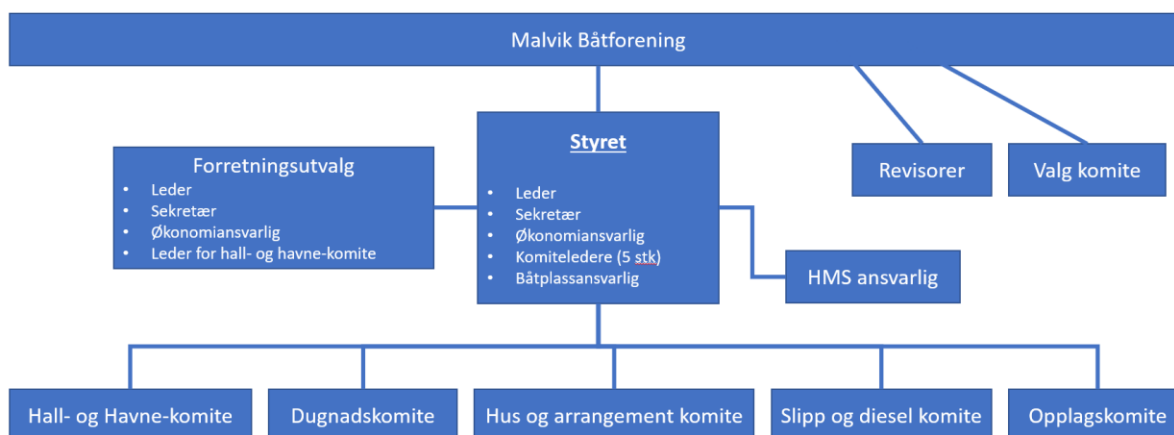 Malvik Båtforening
Styret
• Leder
• Sekretær
• Økonomiansvarlig
• Komiteledere (5 stk)
• Båtplassansvarlig
Forretningsutvalg
• Leder
• Sekretær
• Økonomiansvarlig
• Leder for hall- og havne-komite
Revisorer
Valg komite
HMS ansvarlig
Hall- og Havne-komite
Dugnadskomite
Hus og arrangement komite
Slipp og diesel komite
Opplagskomite